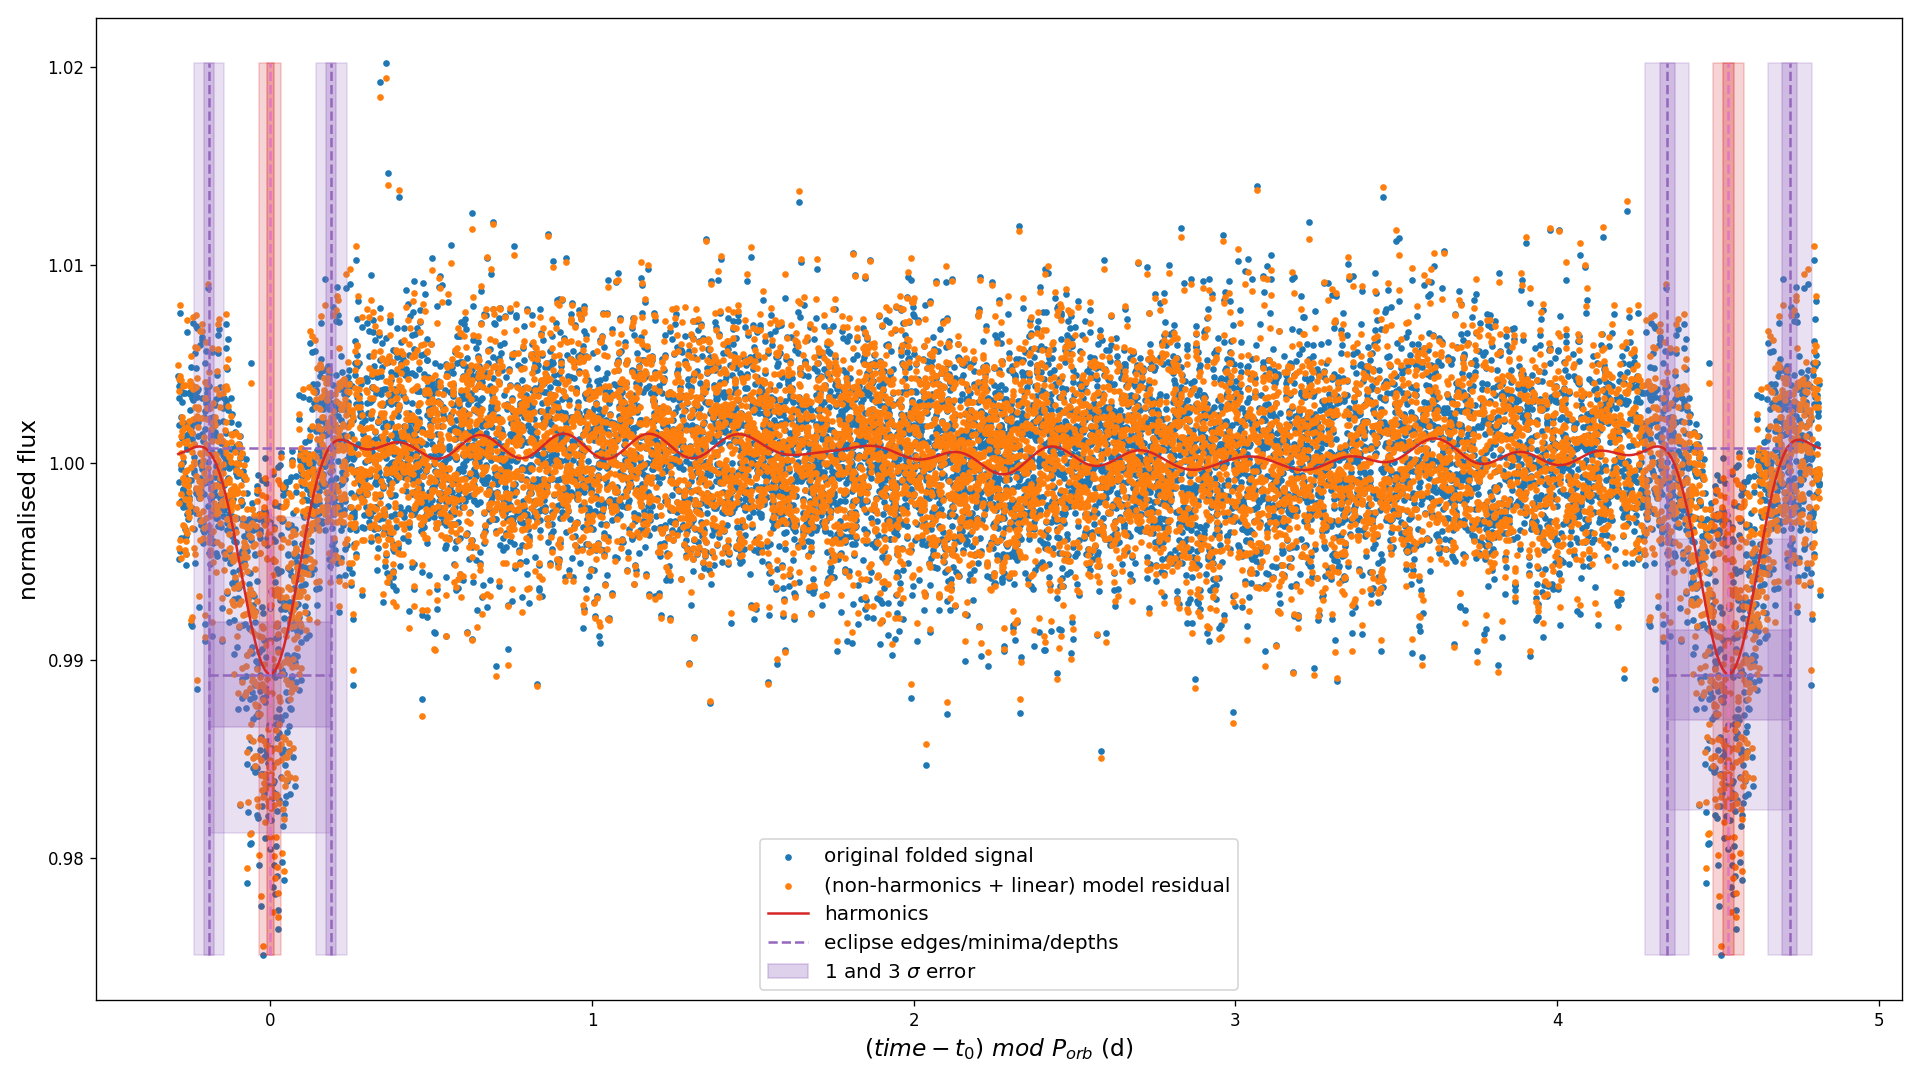 normalised flux
1.02
1.01
1.00
0.99
0.98
original folded signal
(non-harmonics + linear) model residual
harmonics
eclipse edges/minima/depths
1 and 3 σ error
0
1
2
3
4
5
(time − t₀) mod Pₒᵣb (d)